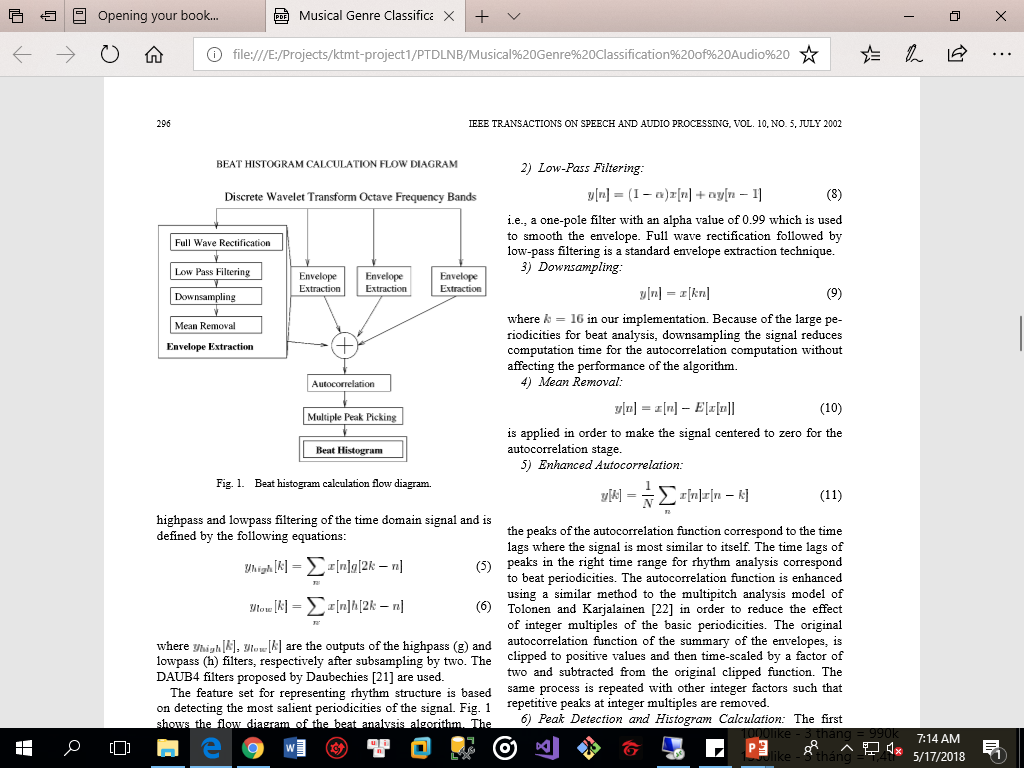 Opening your book...
Musical Genre Classifica
file:///E:/Projects/ktmt-project1/PTDLNB/Musical%20Genre%20Classification%20of%20Audio%20
296
IEEE TRANSACTIONS ON SPEECH AND AUDIO PROCESSING, VOL. 10, NO. 5, JULY 2002
BEAT HISTOGRAM CALCULATION FLOW DIAGRAM
Discrete Wavelet Transform Octave Frequency Bands
Full Wave Rectification
Low Pass Filtering
Downsampling
Mean Removal
Envelope Extraction
Envelope
Extraction
Envelope
Extraction
Envelope
Extraction
+
Autocorrelation
Multiple Peak Picking
Beat Histogram
Fig. 1. Beat histogram calculation flow diagram.
highpass and lowpass filtering of the time domain signal and is
defined by the following equations:
y_high[k] = ∑_n x[n]g[2k − n] (5)
y_low[k] = ∑_n x[n]h[2k − n] (6)
where y_high[k], y_low[k] are the outputs of the highpass (g) and
lowpass (h) filters, respectively after subsampling by two. The
DAUB4 filters proposed by Daubechies [21] are used.
The feature set for representing rhythm structure is based
on detecting the most salient periodicities of the signal. Fig. 1
shows the flow diagram of the beat analysis algorithm. The
2) Low-Pass Filtering:
y[n] = (1 − α)x[n] + αy[n − 1] (8)
i.e., a one-pole filter with an alpha value of 0.99 which is used
to smooth the envelope. Full wave rectification followed by
low-pass filtering is a standard envelope extraction technique.
3) Downsampling:
y[n] = x[kn] (9)
where k = 16 in our implementation. Because of the large pe-
riodicities for beat analysis, downsampling the signal reduces
computation time for the autocorrelation computation without
affecting the performance of the algorithm.
4) Mean Removal:
y[n] = x[n] − E[x[n]] (10)
is applied in order to make the signal centered to zero for the
autocorrelation stage.
5) Enhanced Autocorrelation:
y[k] = 1/N ∑_n x[n]x[n − k] (11)
the peaks of the autocorrelation function correspond to the time
lags where the signal is most similar to itself. The time lags of
peaks in the right time range for rhythm analysis correspond
to beat periodicities. The autocorrelation function is enhanced
using a similar method to the multipitch analysis model of
Tolonen and Karjalainen [22] in order to reduce the effect
of integer multiples of the basic periodicities. The original
autocorrelation function of the summary of the envelopes, is
clipped to positive values and then time-scaled by a factor of
two and subtracted from the original clipped function. The
same process is repeated with other integer factors such that
repetitive peaks at integer multiples are removed.
6) Peak Detection and Histogram Calculation: The first
1000like - 3 tháng = 990k
7:14 AM
5/17/2018
1